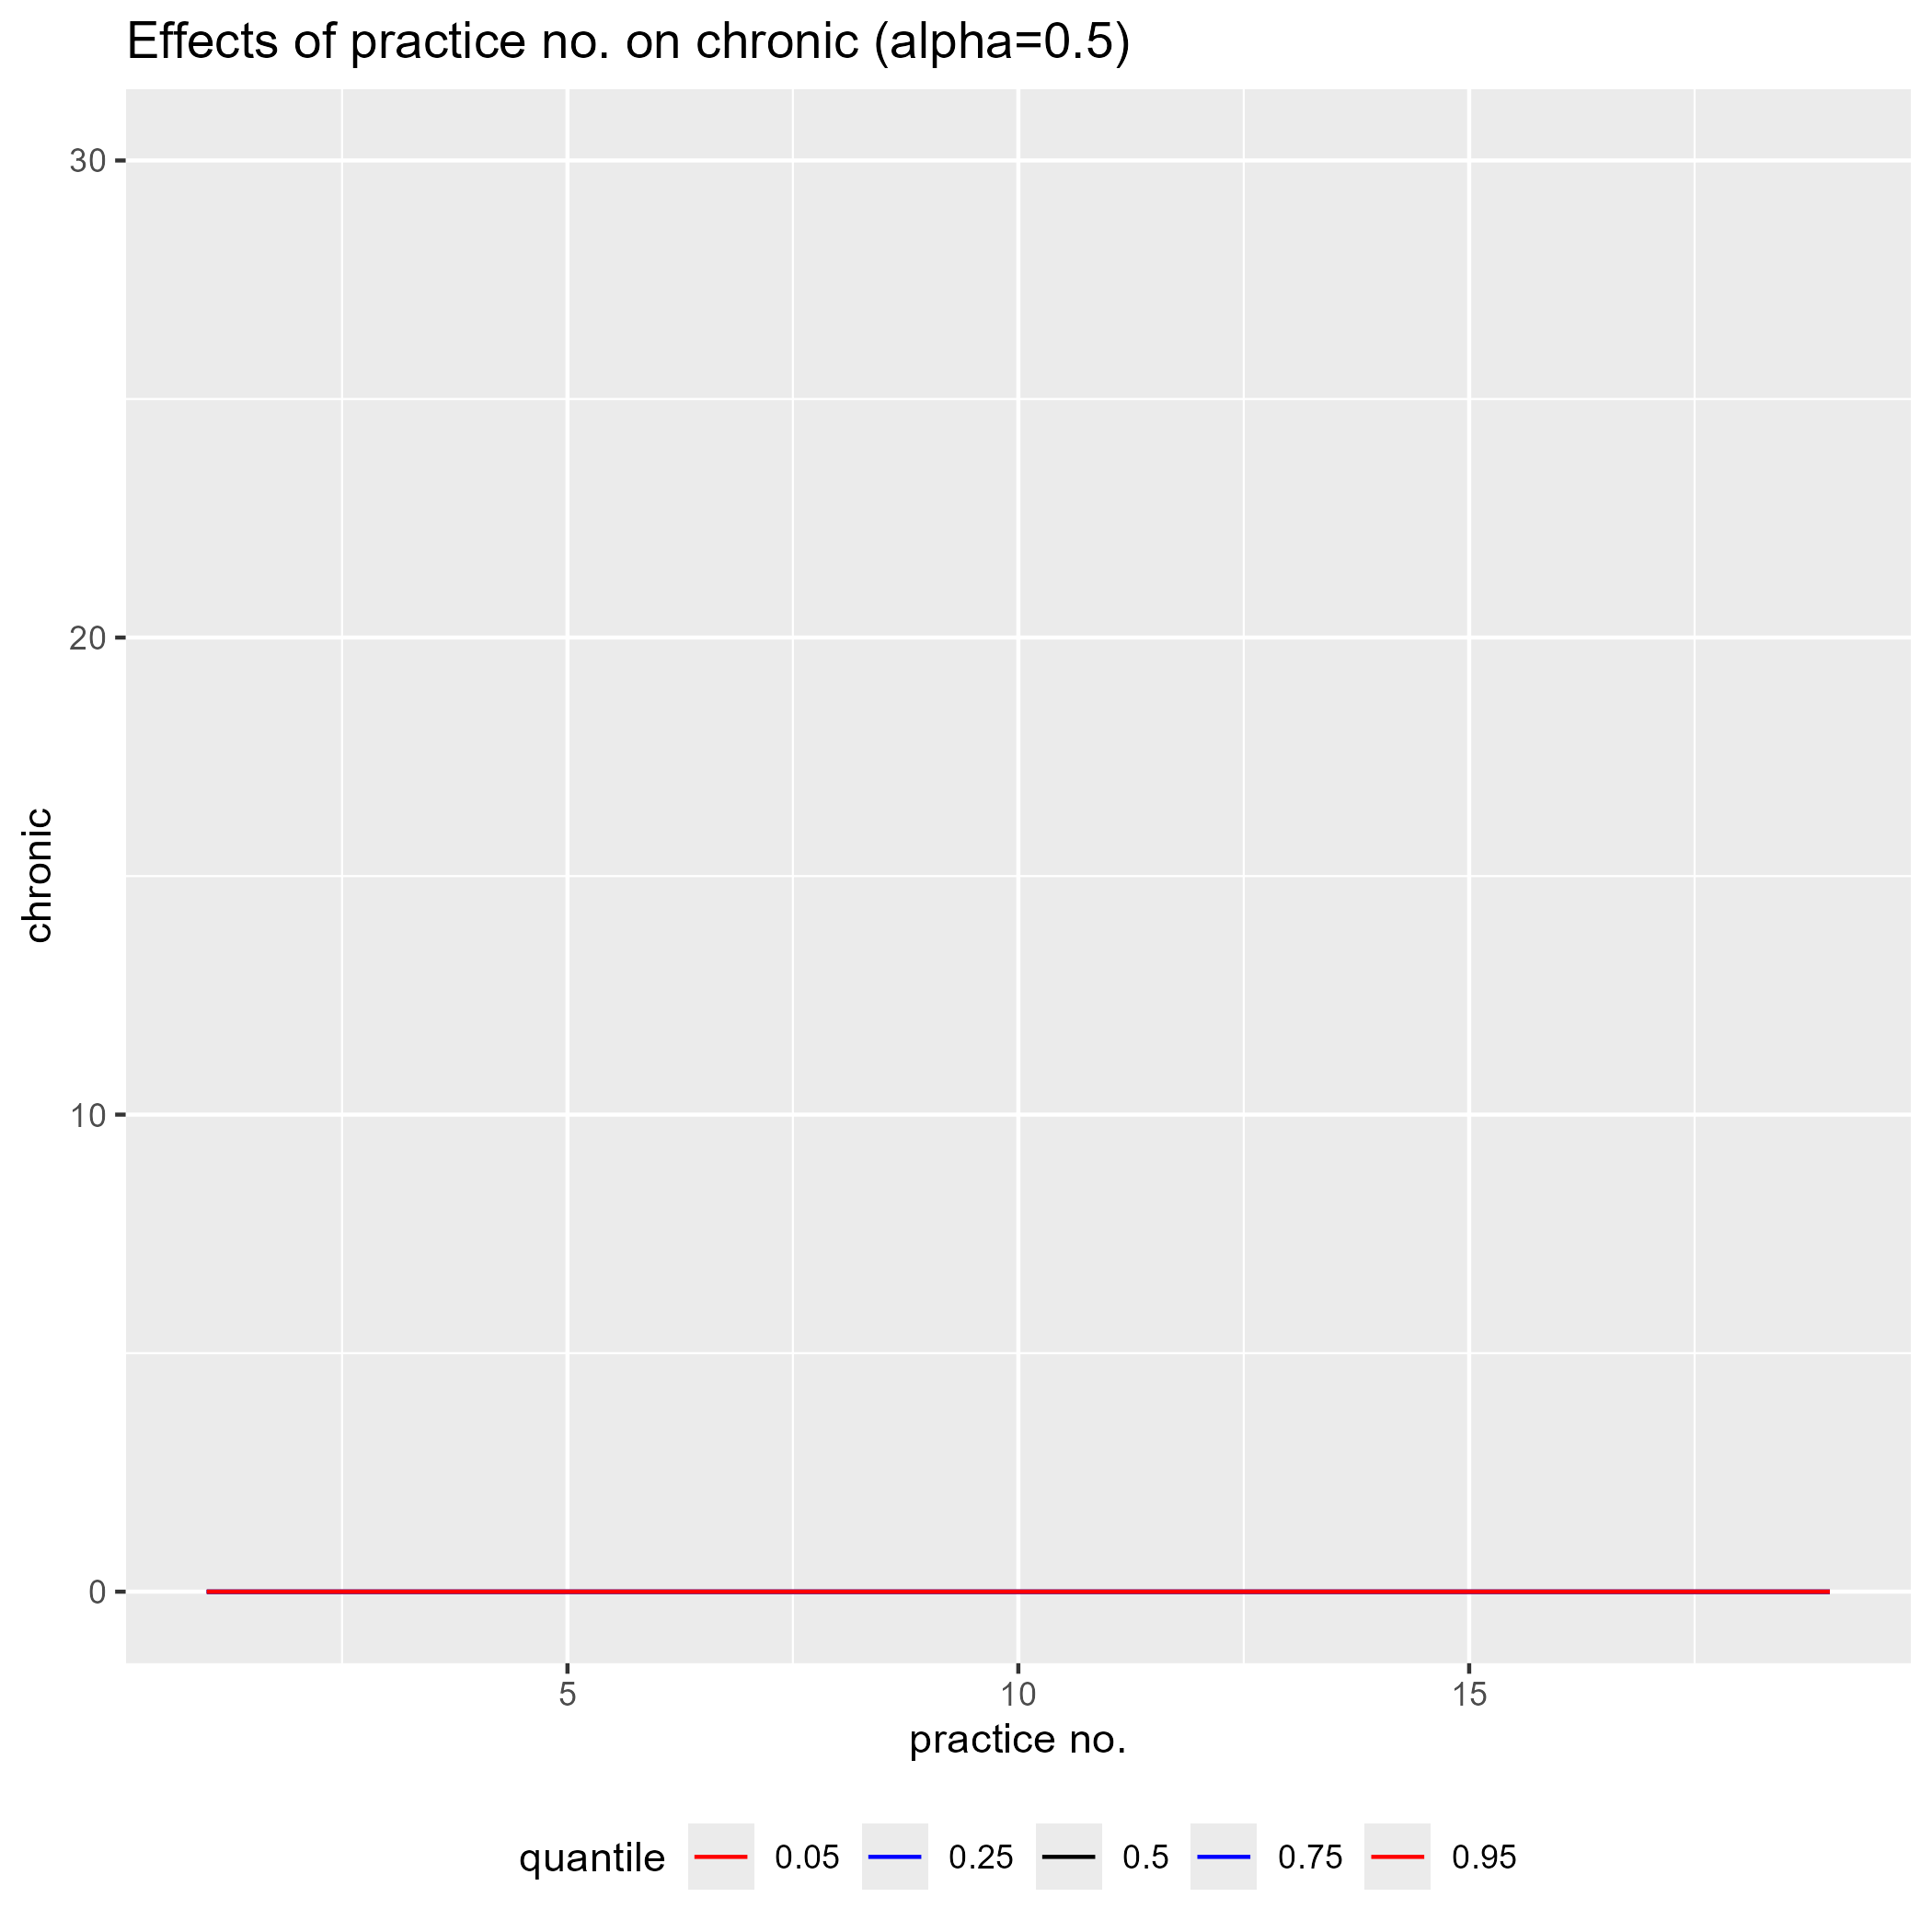 Effects of practice no. on chronic (alpha=0.5)
30
20
10
0
chronic
5 10 15
practice no.
quantile 0.05 0.25 0.5 0.75 0.95